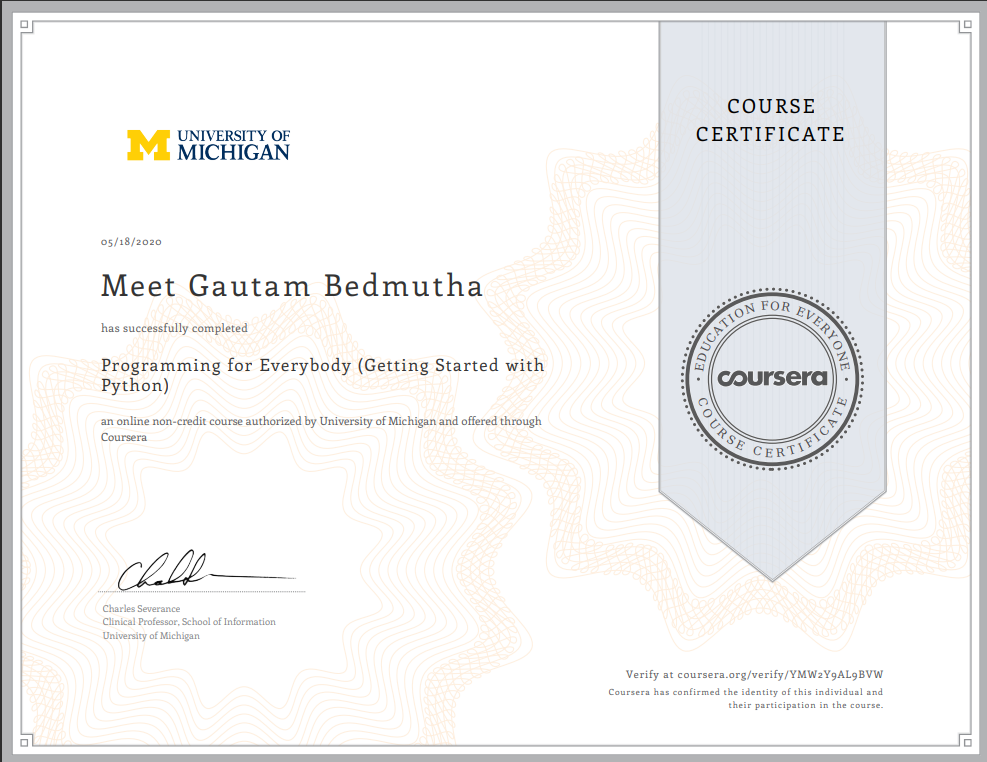 COURSE
CERTIFICATE
UNIVERSITY OF
MICHIGAN
05/18/2020
Meet Gautam Bedmutha
has successfully completed
Programming for Everybody (Getting Started with
Python)
an online non-credit course authorized by University of Michigan and offered through
Coursera
EDUCATION FOR EVERYONE
coursera
COURSE CERTIFICATE
Charles Severance
Clinical Professor, School of Information
University of Michigan
Verify at coursera.org/verify/YMW2Y9AL9BVW
Coursera has confirmed the identity of this individual and
their participation in the course.